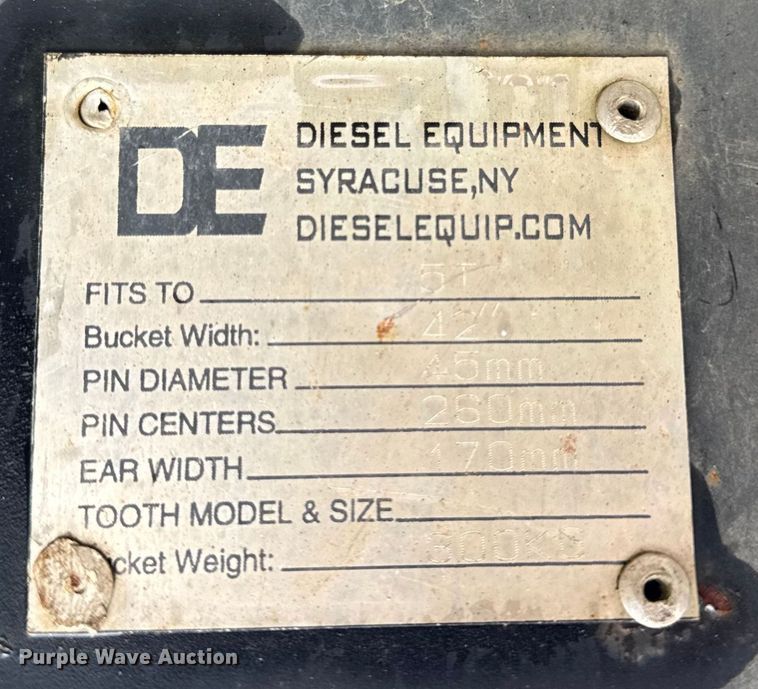 DE
DIESEL EQUIPMENT
SYRACUSE,NY
DIESELEQUIP.COM
FITS TO 5T
Bucket Width: 42"
PIN DIAMETER 45mm
PIN CENTERS 260mm
EAR WIDTH 170mm
TOOTH MODEL & SIZE
Weight: 300KG
Purple Wave Auction